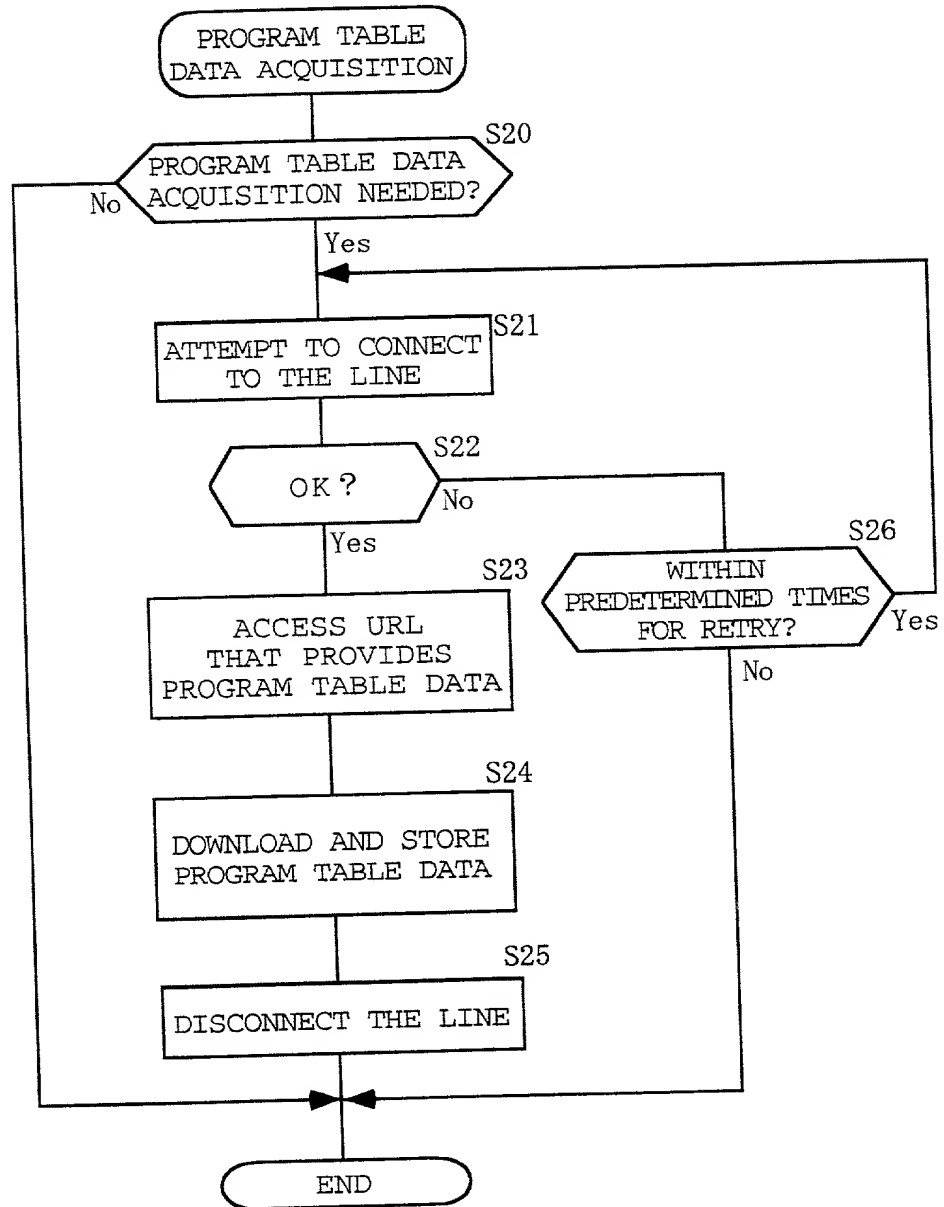 PROGRAM TABLE
DATA ACQUISITION
S20
PROGRAM TABLE DATA
ACQUISITION NEEDED?
No
Yes
S21
ATTEMPT TO CONNECT
TO THE LINE
S22
OK?
No
Yes
S26
WITHIN
PREDETERMINED TIMES
FOR RETRY?
Yes
No
S23
ACCESS URL
THAT PROVIDES
PROGRAM TABLE DATA
S24
DOWNLOAD AND STORE
PROGRAM TABLE DATA
S25
DISCONNECT THE LINE
END